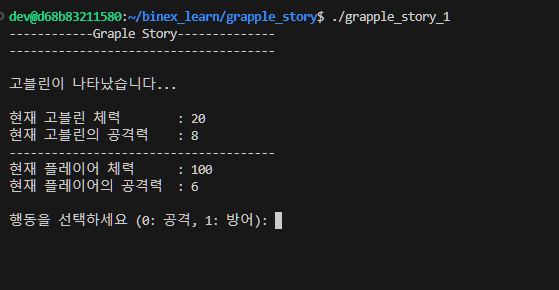 dev@d68b83211580:~/binex_learn/grapple_story$ ./grapple_story_1
------------Graple Story--------------
--------------------------------------
고블린이 나타났습니다...
현재 고블린 체력 : 20
현재 고블린의 공격력 : 8
--------------------------------------
현재 플레이어 체력 : 100
현재 플레이어의 공격력 : 6
행동을 선택하세요 (0: 공격, 1: 방어):